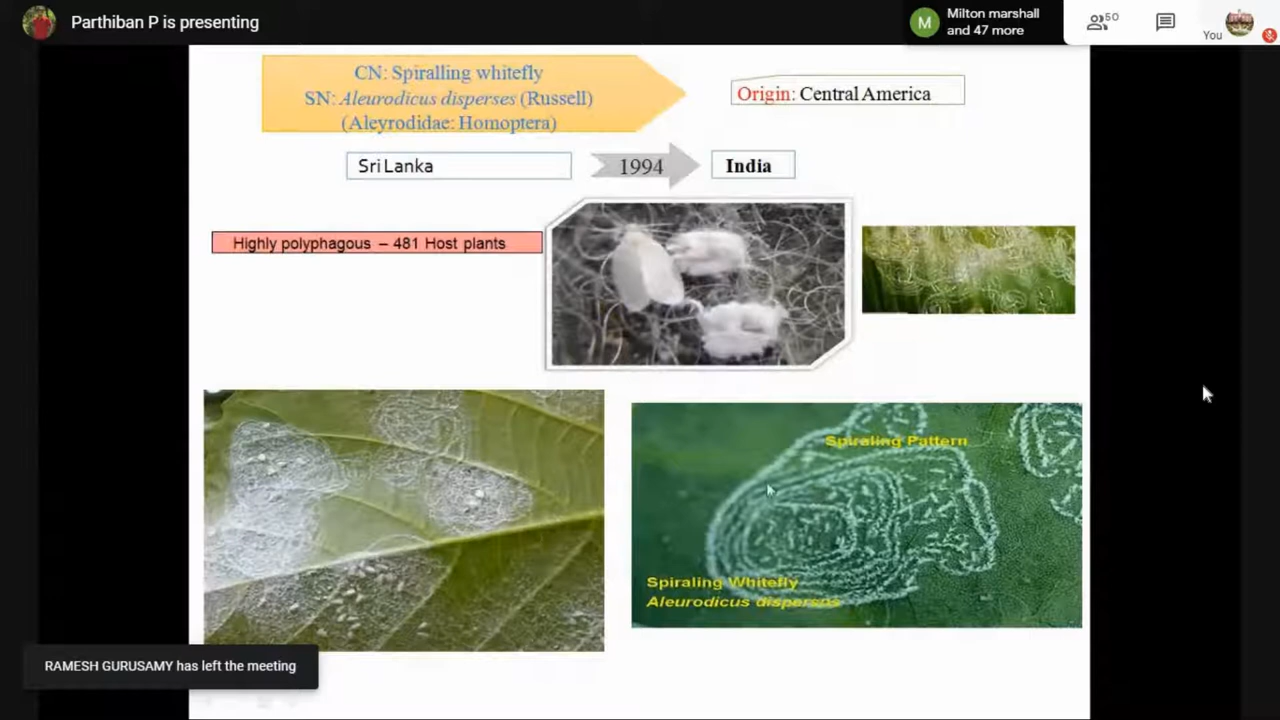 Parthiban P is presenting
M
Milton marshall
and 47 more
50
You
CN: Spiralling whitefly
SN: Aleurodicus disperses (Russell)
(Aleyrodidae: Homoptera)
Origin: Central America
Sri Lanka
1994
India
Highly polyphagous – 481 Host plants
Spiraling Pattern
Spiraling Whitefly
Aleurodicus dispersus
RAMESH GURUSAMY has left the meeting